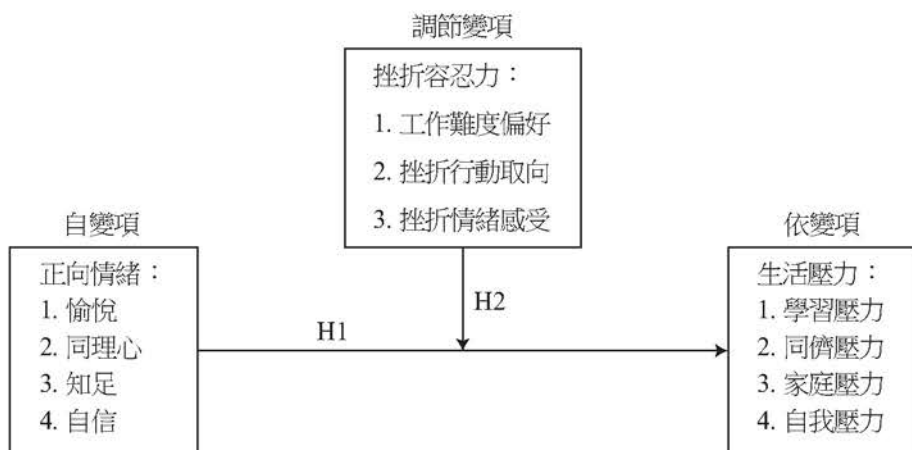 調節變項
挫折容忍力：
1. 工作難度偏好
2. 挫折行動取向
3. 挫折情緒感受
自變項
正向情緒：
1. 愉悅
2. 同理心
3. 知足
4. 自信
H1
H2
依變項
生活壓力：
1. 學習壓力
2. 同儕壓力
3. 家庭壓力
4. 自我壓力